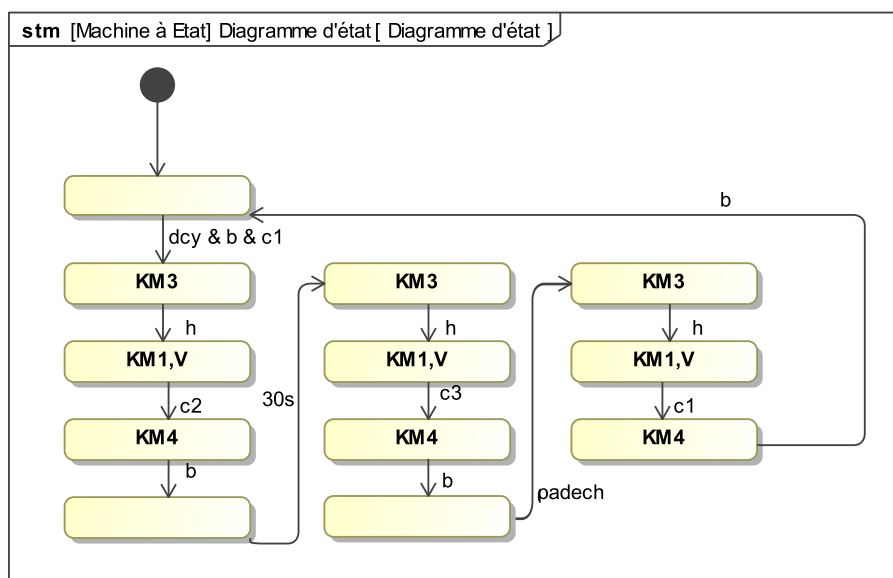 stm [Machine à Etat] Diagramme d'état [ Diagramme d'état ]
b
dcy & b & c1
KM3
KM3
KM3
h
h
h
KM1,V
KM1,V
KM1,V
c2
30s
c3
c1
KM4
KM4
KM4
b
b
padech